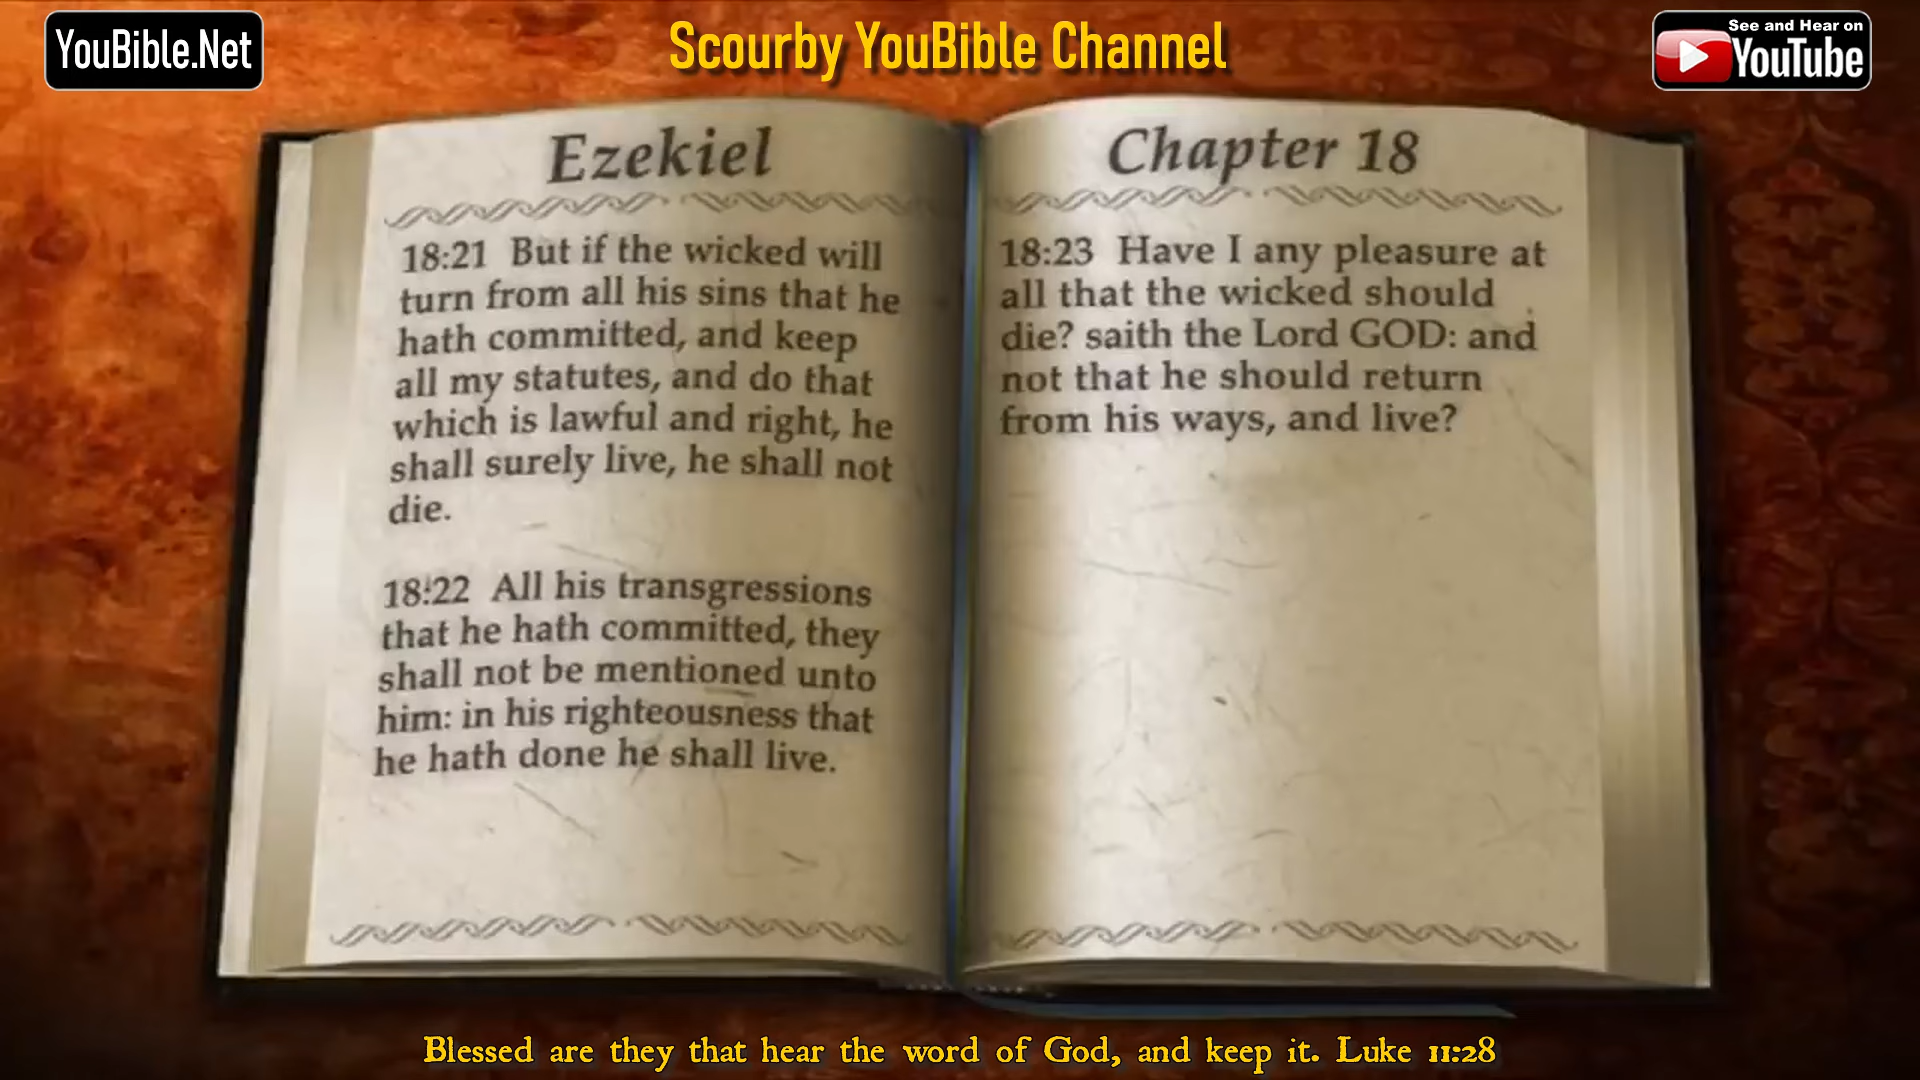 YouBible.Net
Scourby YouBible Channel
See and Hear on
YouTube
Ezekiel
18:21 But if the wicked will
turn from all his sins that he
hath committed, and keep
all my statutes, and do that
which is lawful and right, he
shall surely live, he shall not
die.
18:22 All his transgressions
that he hath committed, they
shall not be mentioned unto
him: in his righteousness that
he hath done he shall live.
Chapter 18
18:23 Have I any pleasure at
all that the wicked should
die? saith the Lord GOD: and
not that he should return
from his ways, and live?
Blessed are they that hear the word of God, and keep it. Luke 11:28